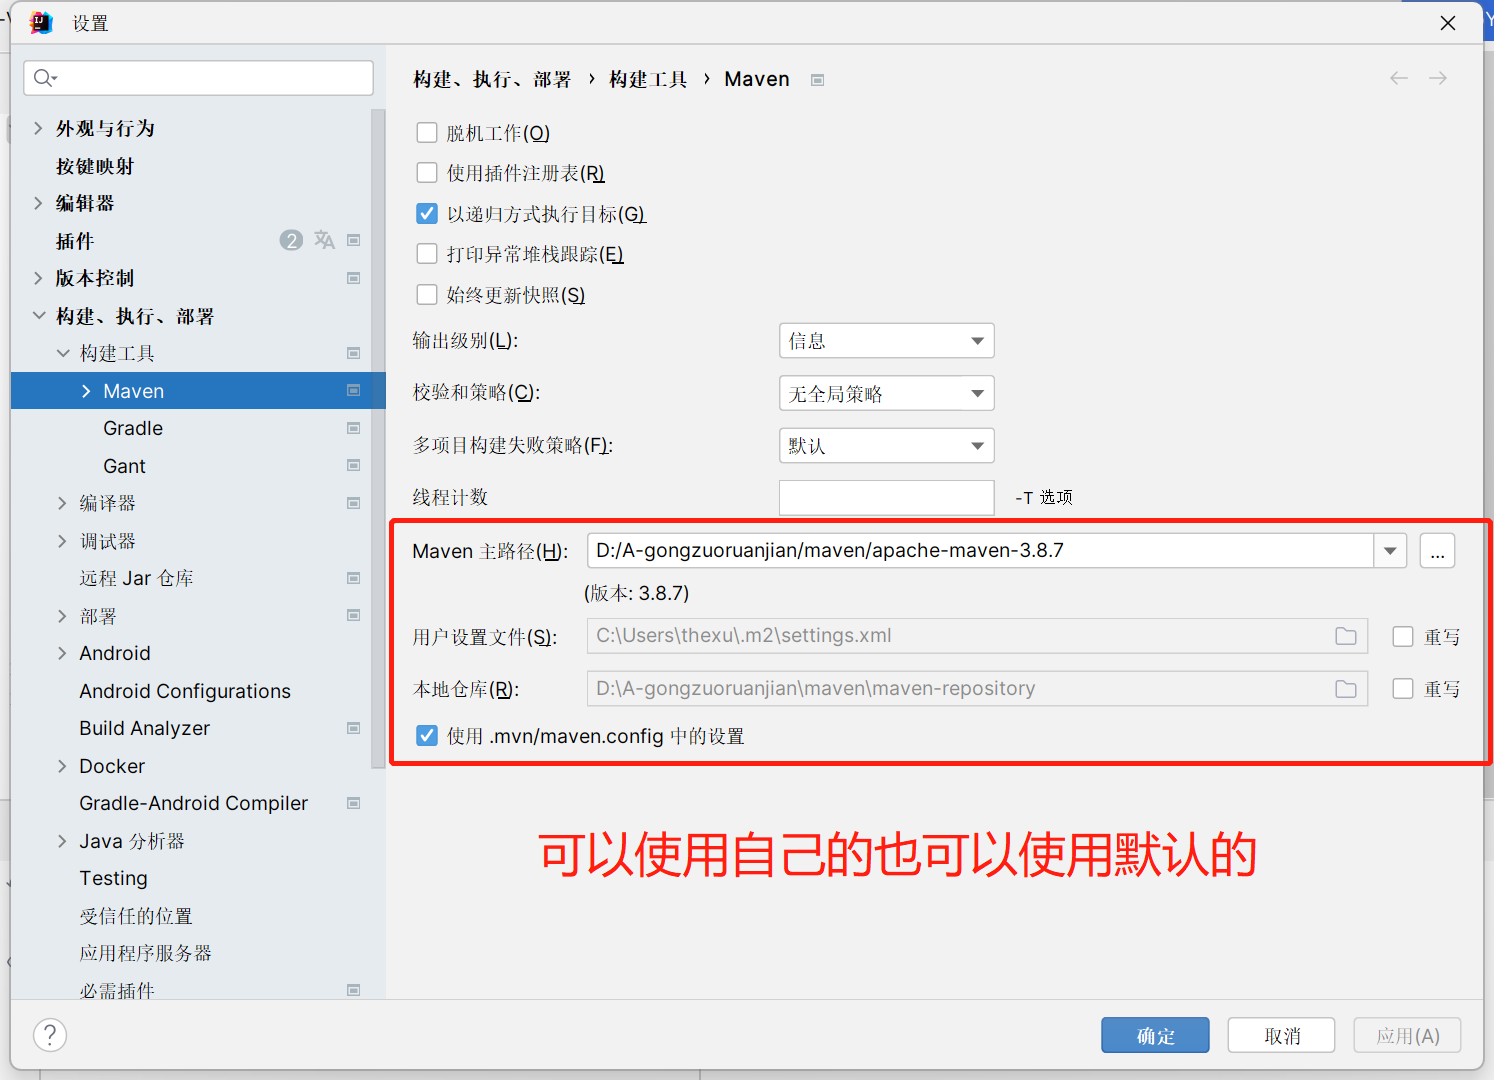 设置
构建、执行、部署 › 构建工具 › Maven
外观与行为
按键映射
编辑器
插件 2
版本控制
构建、执行、部署
构建工具
Maven
Gradle
Gant
编译器
调试器
远程 Jar 仓库
部署
Android
Android Configurations
Build Analyzer
Docker
Gradle-Android Compiler
Java 分析器
Testing
受信任的位置
应用程序服务器
必需插件
脱机工作(O)
使用插件注册表(R)
以递归方式执行目标(G)
打印异常堆栈跟踪(E)
始终更新快照(S)
输出级别(L): 信息
校验和策略(C): 无全局策略
多项目构建失败策略(F): 默认
线程计数 -T 选项
Maven 主路径(H): D:/A-gongzuoruanjian/maven/apache-maven-3.8.7 ...
(版本: 3.8.7)
用户设置文件(S): C:\Users\thexu\.m2\settings.xml 重写
本地仓库(R): D:\A-gongzuoruanjian\maven\maven-repository 重写
使用 .mvn/maven.config 中的设置
可以使用自己的也可以使用默认的
? 确定 取消 应用(A)